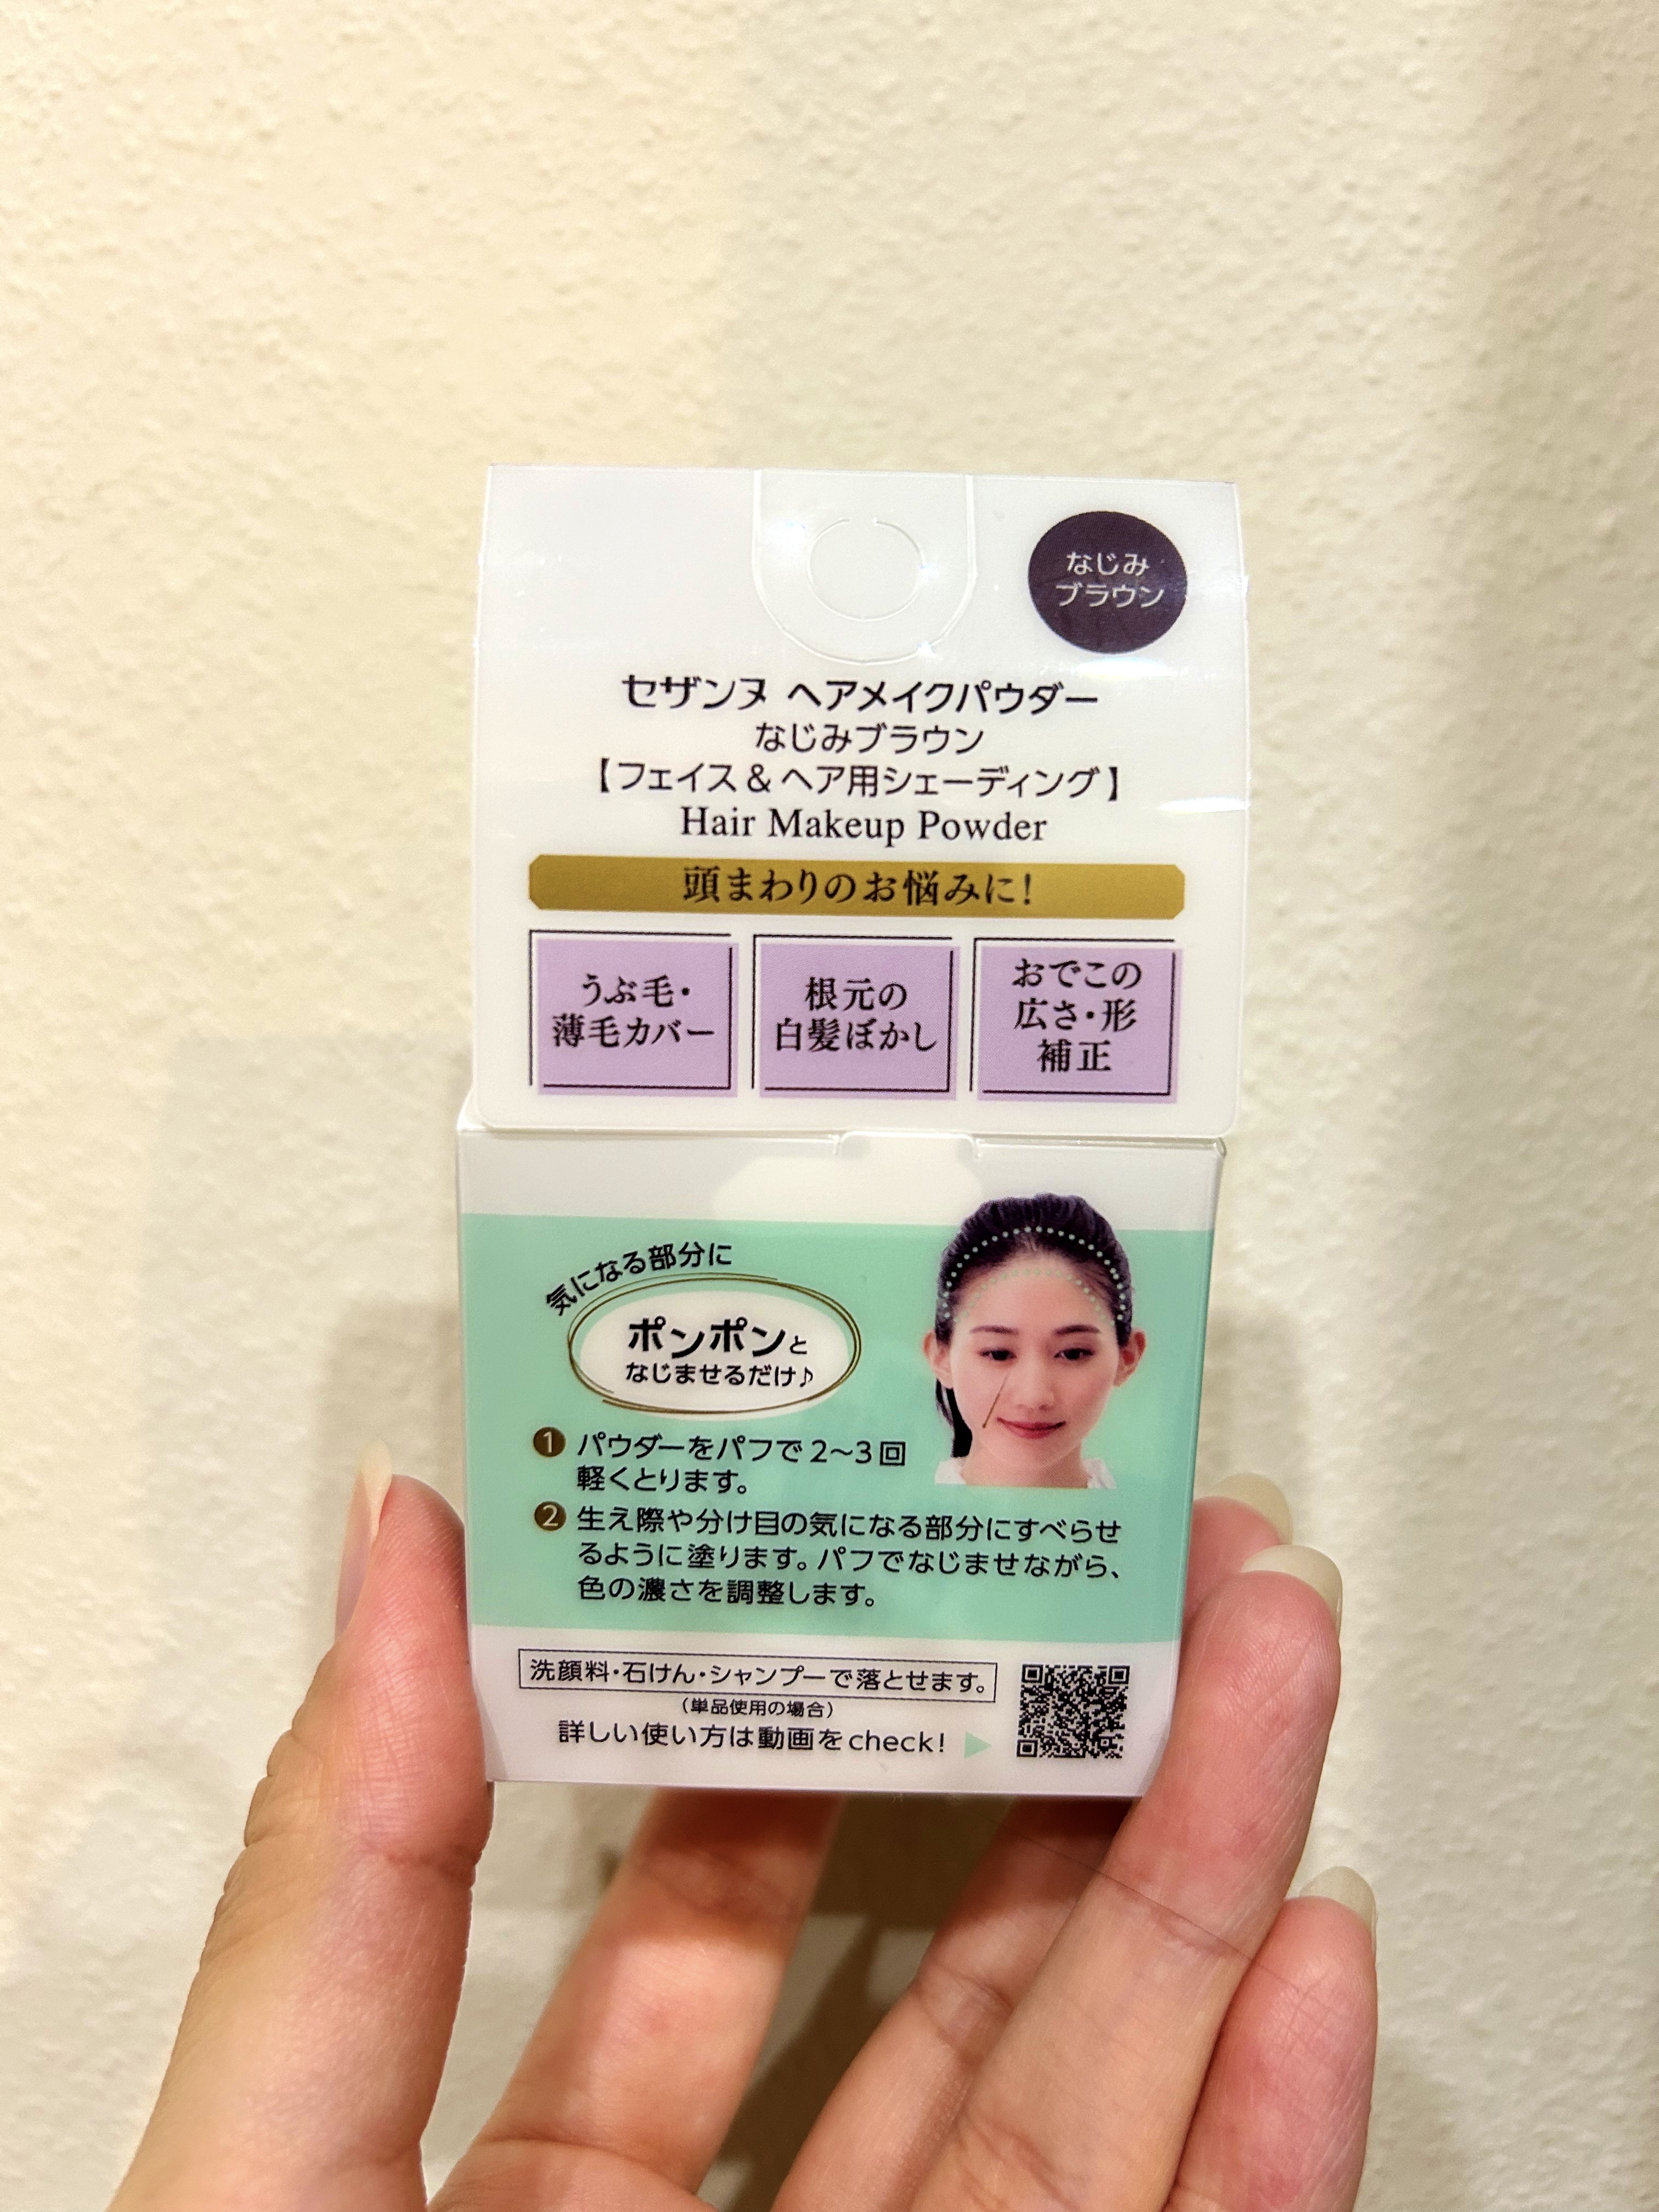 なじみ
ブラウン
セザンヌ ヘアメイクパウダー
なじみブラウン
【フェイス & ヘア用シェーディング】
Hair Makeup Powder
頭まわりのお悩みに!
うぶ毛・
薄毛カバー
根元の
白髪ぼかし
おでこの
広さ・形
補正
気になる部分に
ポンポンと
なじませるだけ♪
❶ パウダーをパフで2〜3回
軽くとります。
❷ 生え際や分け目の気になる部分にすべらせ
るように塗ります。パフでなじませながら、
色の濃さを調整します。
洗顔料・石けん・シャンプーで落とせます。
(単品使用の場合)
詳しい使い方は動画をcheck! ▶